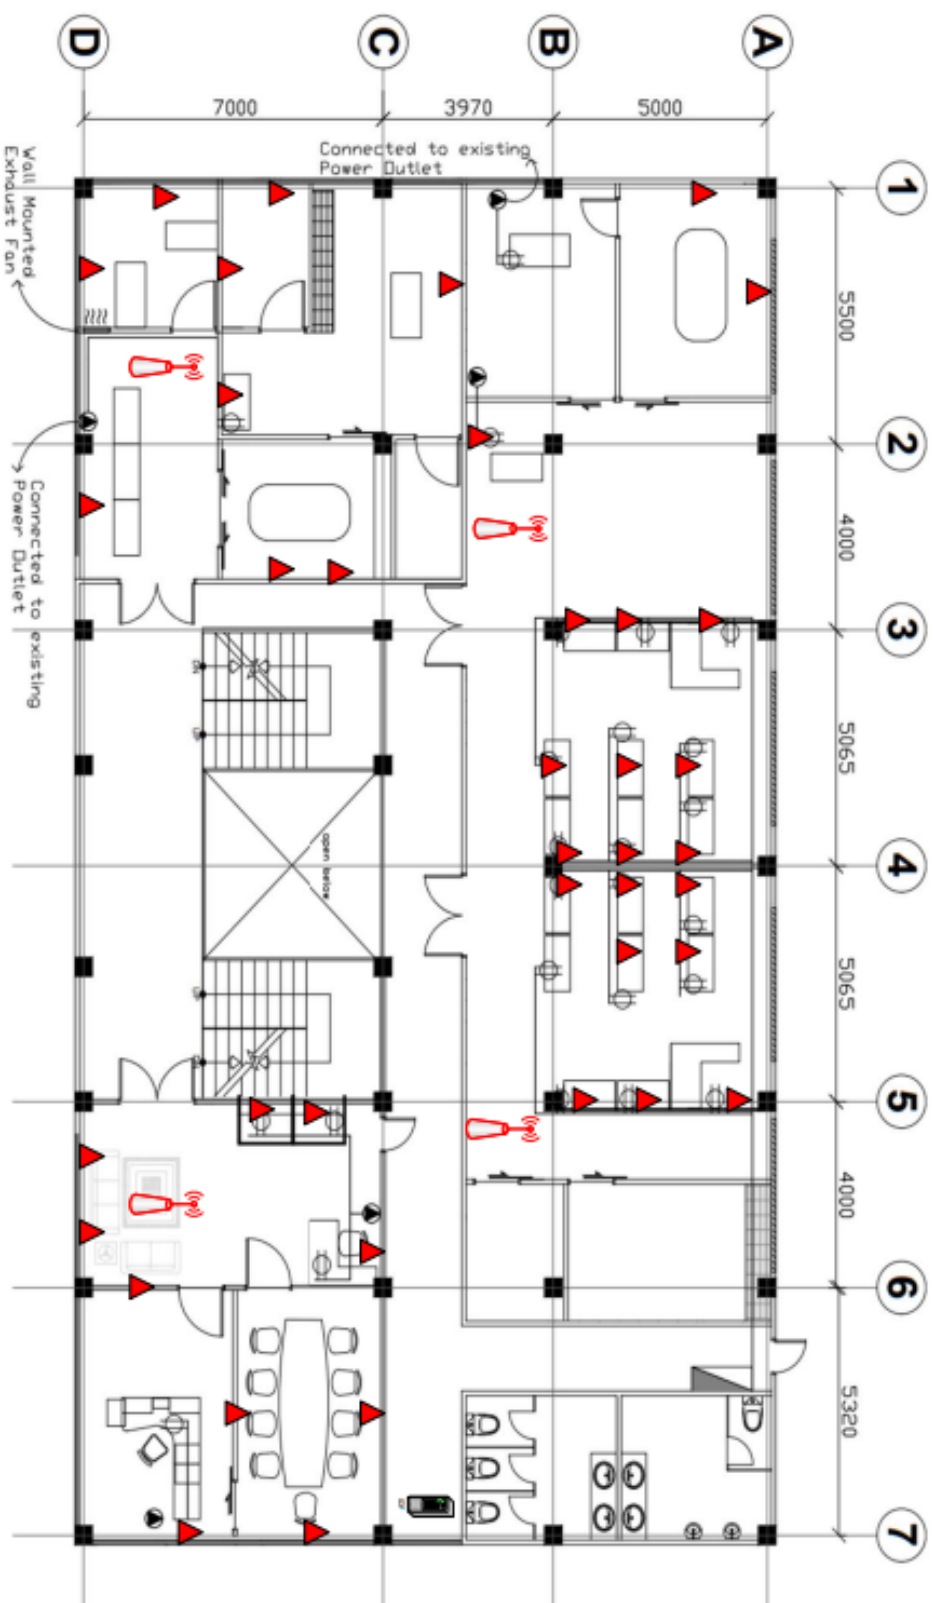 D
C
B
A
7000
3970
5000
Connected to existing
Power Outlet
1
Wall Mounted
Exhaust Fan
5500
2
4000
Connected to existing
Power Outlet
3
5065
open below
4
5065
5
4000
6
5320
7